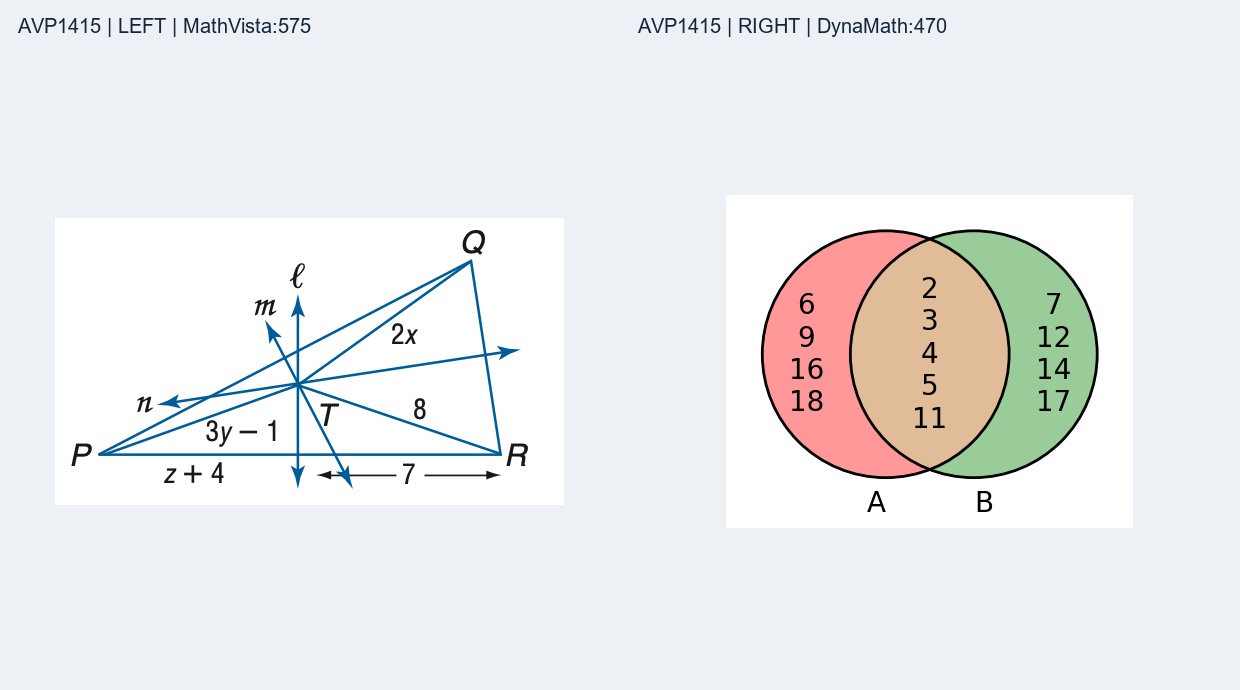 AVP1415 | LEFT | MathVista:575
AVP1415 | RIGHT | DynaMath:470
Q
ℓ
m
2x
n
T
8
3y – 1
P
R
z + 4
7
6
9
16
18
2
3
4
5
11
7
12
14
17
A
B